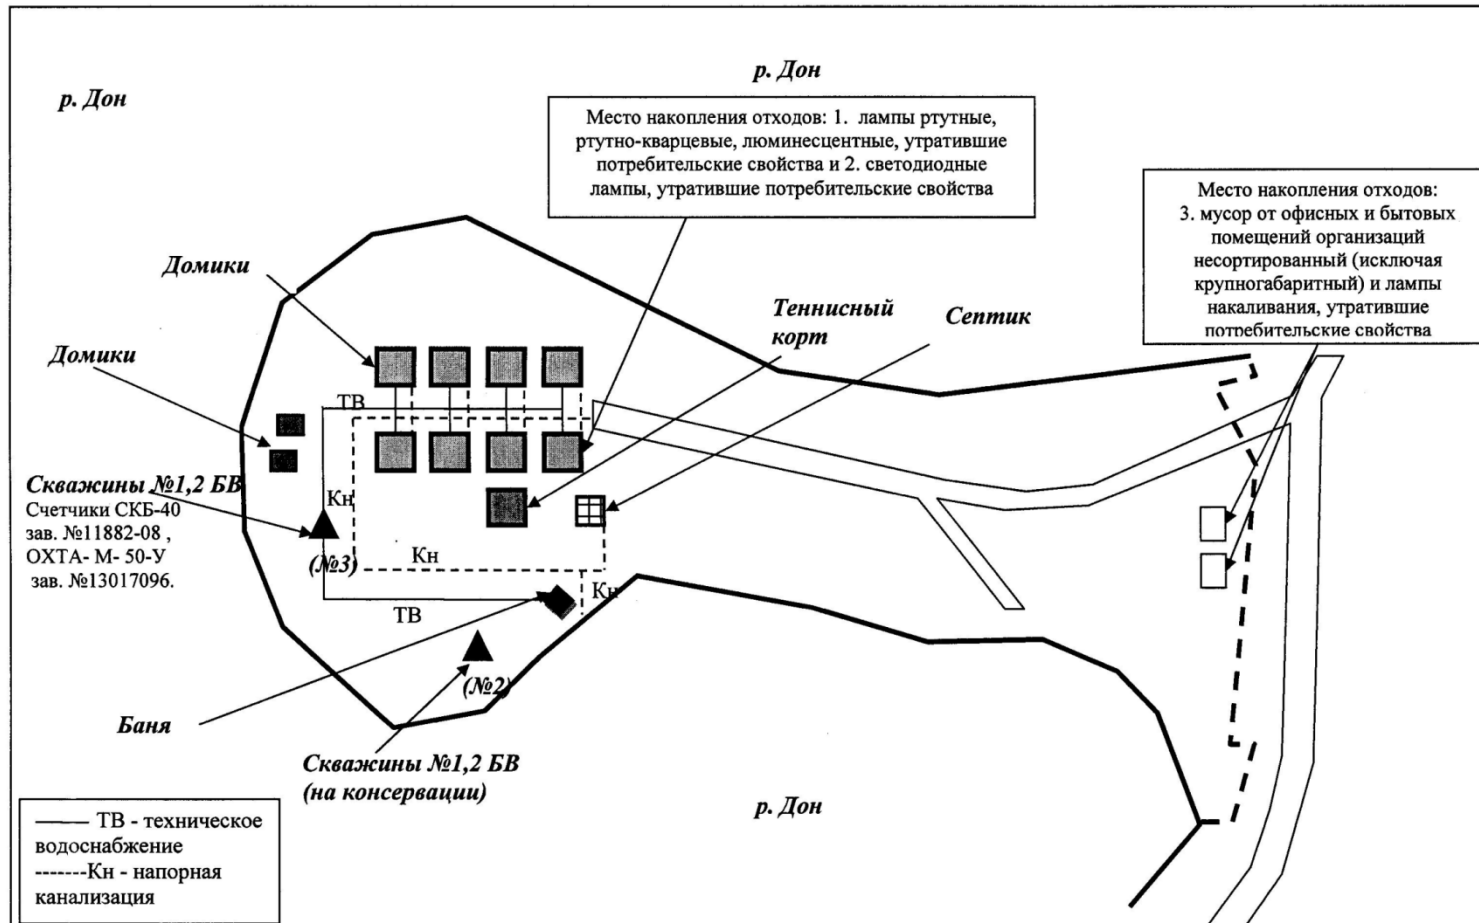 р. Дон
р. Дон
Место накопления отходов: 1. лампы ртутные,
ртутно-кварцевые, люминесцентные, утратившие
потребительские свойства и 2. светодиодные
лампы, утратившие потребительские свойства
Место накопления отходов:
3. мусор от офисных и бытовых
помещений организаций
несортированный (исключая
крупногабаритный) и лампы
накаливания, утратившие
потребительские свойства
Домики
Теннисный
корт
Септик
Домики
ТВ
Скважины №1,2 БВ
Счетчики СКБ-40
зав. №11882-08 ,
ОХТА- М- 50-У
зав. №13017096.
Кн
(№3)
Кн
Кн
ТВ
(№2)
Баня
Скважины №1,2 БВ
(на консервации)
р. Дон
ТВ - техническое
водоснабжение
-------Кн - напорная
канализация